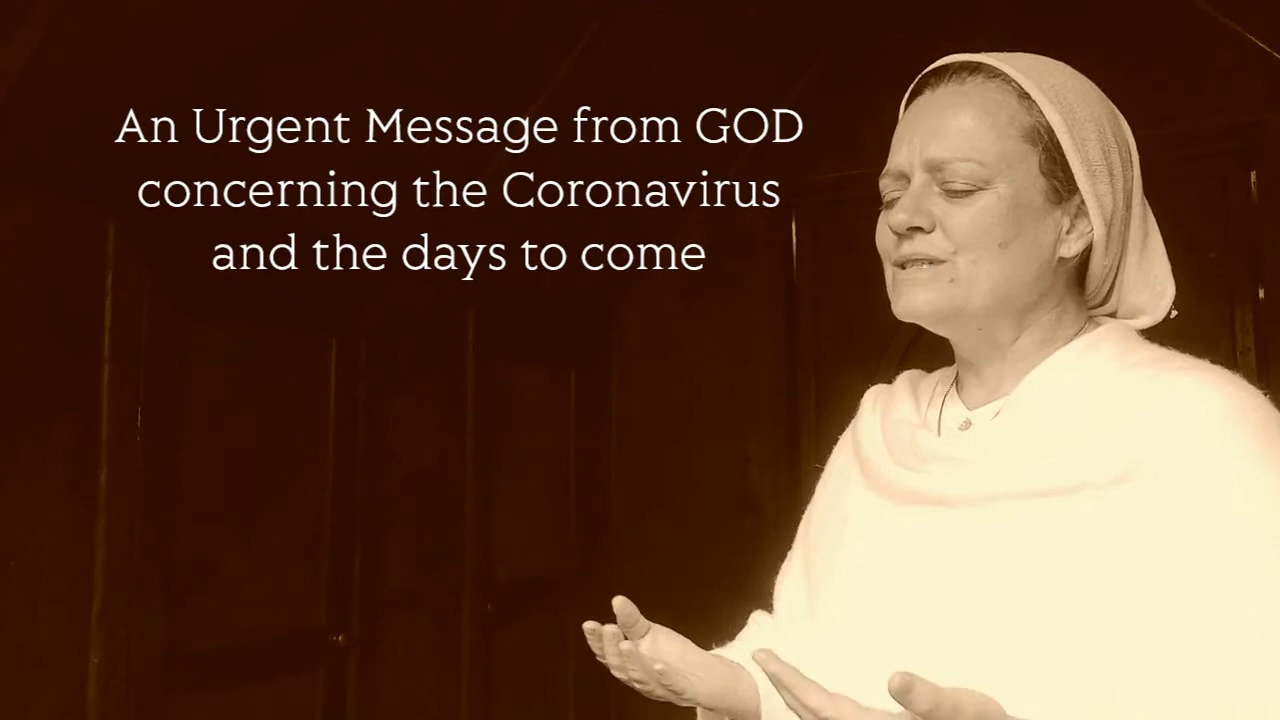 An Urgent Message from GOD
concerning the Coronavirus
and the days to come